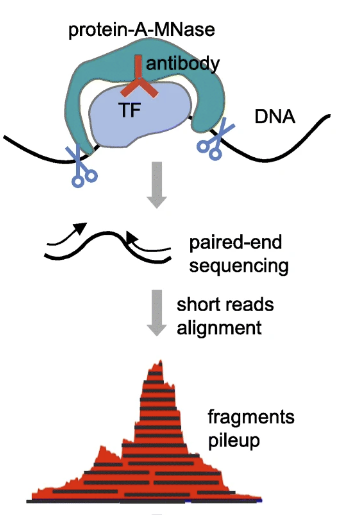 protein-A-MNase
antibody
TF
DNA
paired-end
sequencing
short reads
alignment
fragments
pileup